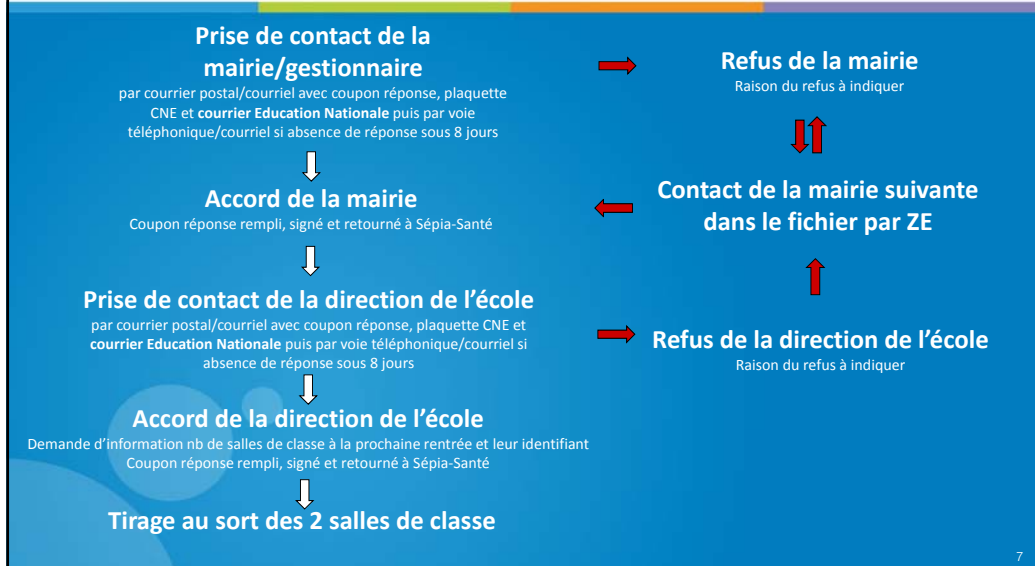 Prise de contact de la
mairie/gestionnaire
par courrier postal/courriel avec coupon réponse, plaquette
CNE et courrier Education Nationale puis par voie
téléphonique/courriel si absence de réponse sous 8 jours
Accord de la mairie
Coupon réponse rempli, signé et retourné à Sépia-Santé
Prise de contact de la direction de l’école
par courrier postal/courriel avec coupon réponse, plaquette CNE et
courrier Education Nationale puis par voie téléphonique/courriel si
absence de réponse sous 8 jours
Accord de la direction de l’école
Demande d’information nb de salles de classe à la prochaine rentrée et leur identifiant
Coupon réponse rempli, signé et retourné à Sépia-Santé
Tirage au sort des 2 salles de classe
Refus de la mairie
Raison du refus à indiquer
Contact de la mairie suivante
dans le fichier par ZE
Refus de la direction de l’école
Raison du refus à indiquer
7